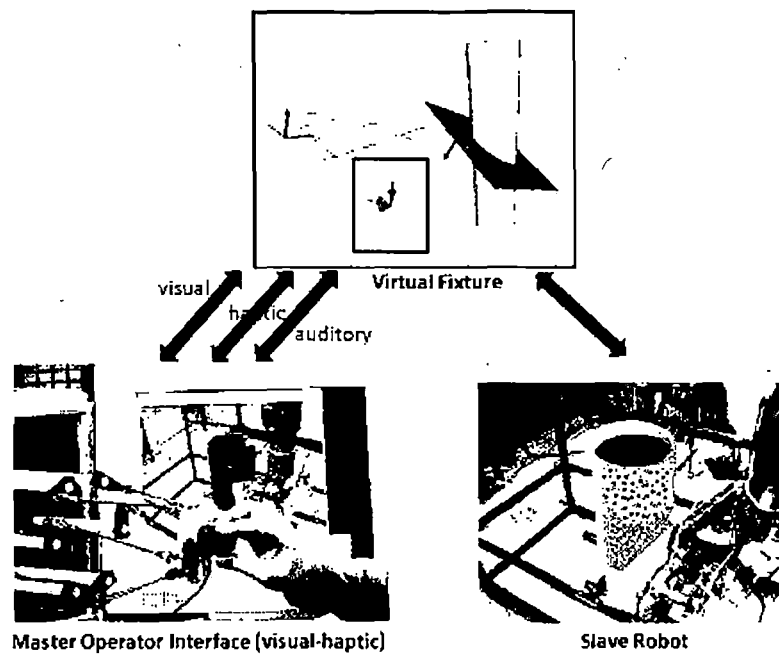 Virtual Fixture
visual
haptic
auditory
Master Operator Interface (visual-haptic)
Slave Robot